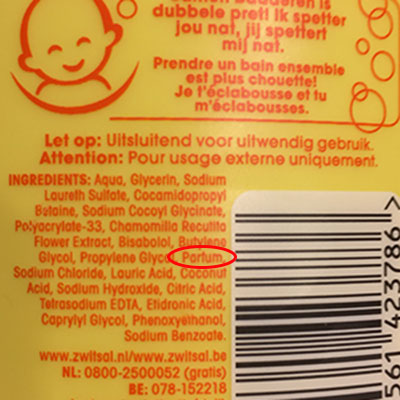 Samen badderen is
dubbele pret! Ik spetter
jou nat, jij spettert
mij nat.
Prendre un bain ensemble
est plus chouette!
Je t'éclabousse et tu
m'éclabousses.
Let op: Uitsluitend voor uitwendig gebruik.
Attention: Pour usage externe uniquement.
INGREDIENTS: Aqua, Glycerin, Sodium
Laureth Sulfate, Cocamidopropyl
Betaine, Sodium Cocoyl Glycinate,
Polyacrylate-33, Chamomilla Recutita
Flower Extract, Bisabolol, Butylene
Glycol, Propylene Glycol, Parfum,
Sodium Chloride, Lauric Acid, Coconut
Acid, Sodium Hydroxide, Citric Acid,
Tetrasodium EDTA, Etidronic Acid,
Caprylyl Glycol, Phenoxyethanol,
Sodium Benzoate.
www.zwitsal.nl/www.zwitsal.be
NL: 0800-2500052 (gratis)
BE: 078-152218
561423786 >